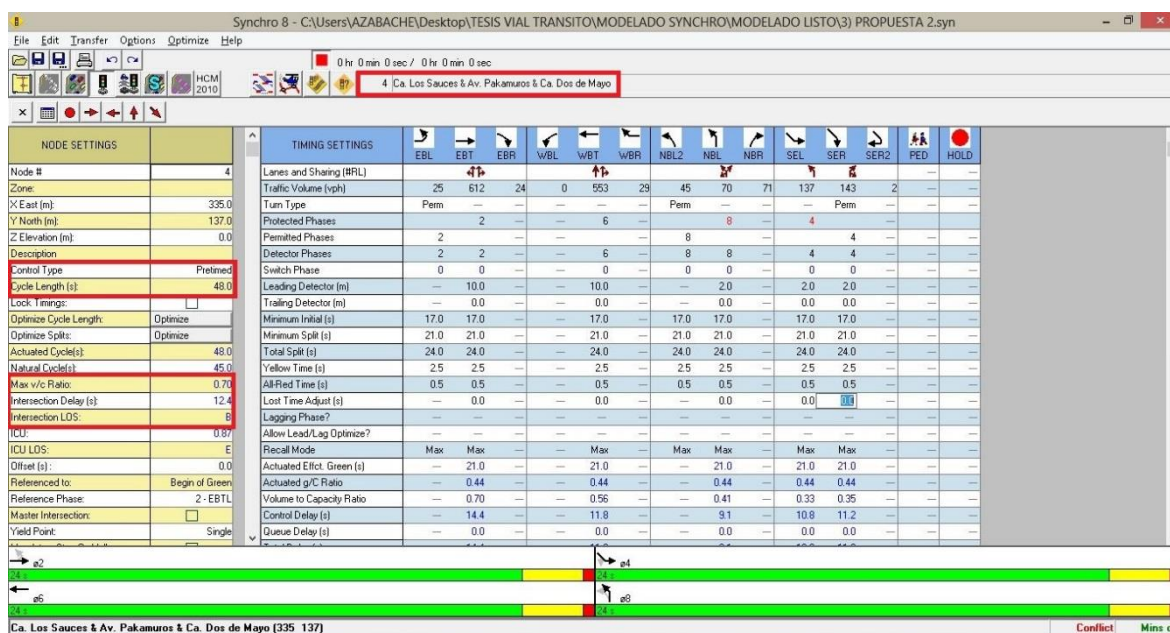 Synchro 8 - C:\Users\AZABACHE\Desktop\TESIS VIAL TRANSITO\MODELADO SYNCHRO\MODELADO LISTO\3) PROPUESTA 2.syn
File Edit Transfer Options Optimize Help
0 hr 0 min 0 sec / 0 hr 0 min 0 sec
HCM 2010
4 Ca. Los Sauces & Av. Pakamuros & Ca. Dos de Mayo
NODE SETTINGS
Node # 4
Zone:
X East (m): 335.0
Y North (m): 137.0
Z Elevation (m): 0.0
Description
Control Type Pretimed
Cycle Length (s): 48.0
Lock Timings:
Optimize Cycle Length: Optimize
Optimize Splits: Optimize
Actuated Cycle(s): 48.0
Natural Cycle(s): 45.0
Max v/c Ratio: 0.70
Intersection Delay (s): 12.4
Intersection LOS: B
ICU: 0.87
ICU LOS: E
Offset (s) : 0.0
Referenced to: Begin of Green
Reference Phase: 2 - EBTL
Master Intersection:
Yield Point: Single
TIMING SETTINGS EBL EBT EBR WBL WBT WBR NBL2 NBL NBR SEL SER SER2 PED HOLD
Lanes and Sharing (#RL) — —
Traffic Volume (vph) 25 612 24 0 553 29 45 70 71 137 143 2 — —
Turn Type Perm — — — — — Perm — — — Perm — — —
Protected Phases 2 — — 6 — 8 — 4 — — —
Permitted Phases 2 — — — 8 — 4 — — —
Detector Phases 2 2 — — 6 — 8 8 — 4 4 — — —
Switch Phase 0 0 — — 0 — 0 0 — 0 0 — — —
Leading Detector (m) — 10.0 — — 10.0 — — 2.0 — 2.0 2.0 — — —
Trailing Detector (m) — 0.0 — — 0.0 — — 0.0 — 0.0 0.0 — — —
Minimum Initial (s) 17.0 17.0 — — 17.0 — 17.0 17.0 — 17.0 17.0 — — —
Minimum Split (s) 21.0 21.0 — — 21.0 — 21.0 21.0 — 21.0 21.0 — — —
Total Split (s) 24.0 24.0 — — 24.0 — 24.0 24.0 — 24.0 24.0 — — —
Yellow Time (s) 2.5 2.5 — — 2.5 — 2.5 2.5 — 2.5 2.5 — — —
All-Red Time (s) 0.5 0.5 — — 0.5 — 0.5 0.5 — 0.5 0.5 — — —
Lost Time Adjust (s) — 0.0 — — 0.0 — — 0.0 — 0.0 0.0 — — —
Lagging Phase? — — — — — — — — — — — — — —
Allow Lead/Lag Optimize? — — — — — — — — — — — — — —
Recall Mode Max Max — — Max — Max Max — Max Max — — —
Actuated Effct. Green (s) — 21.0 — — 21.0 — — 21.0 — 21.0 21.0 — — —
Actuated g/C Ratio — 0.44 — — 0.44 — — 0.44 — 0.44 0.44 — — —
Volume to Capacity Ratio — 0.70 — — 0.56 — — 0.41 — 0.33 0.35 — — —
Control Delay (s) — 14.4 — — 11.8 — — 9.1 — 10.8 11.2 — — —
Queue Delay (s) — 0.0 — — 0.0 — — 0.0 — 0.0 0.0 — — —
ø2 ø4
24 s 24 s
ø6 ø8
24 s 24 s
Ca. Los Sauces & Av. Pakamuros & Ca. Dos de Mayo (335 137) Conflict Mins